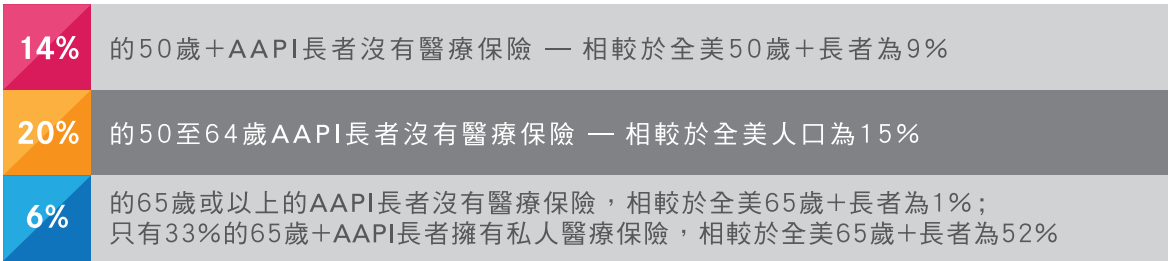 14% 的50歲+AAPI長者沒有醫療保險 — 相較於全美50歲+長者為9%
20% 的50至64歲AAPI長者沒有醫療保險 — 相較於全美人口為15%
6%
的65歲或以上的AAPI長者沒有醫療保險，相較於全美65歲+長者為1%；
只有33%的65歲+AAPI長者擁有私人醫療保險，相較於全美65歲+長者為52%